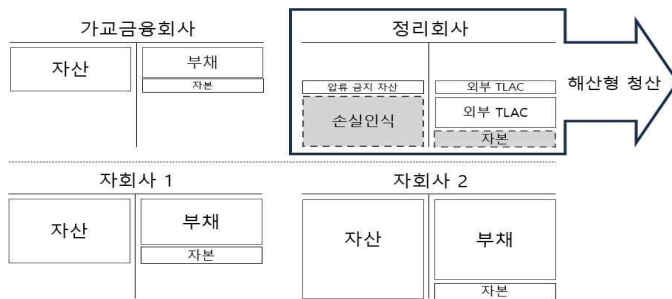 가교금융회사
자산
부채
자본
정리회사
압류 금지 자산
손실인식
외부 TLAC
외부 TLAC
자본
해산형 청산
자회사 1
자산
부채
자본
자회사 2
자산
부채
자본